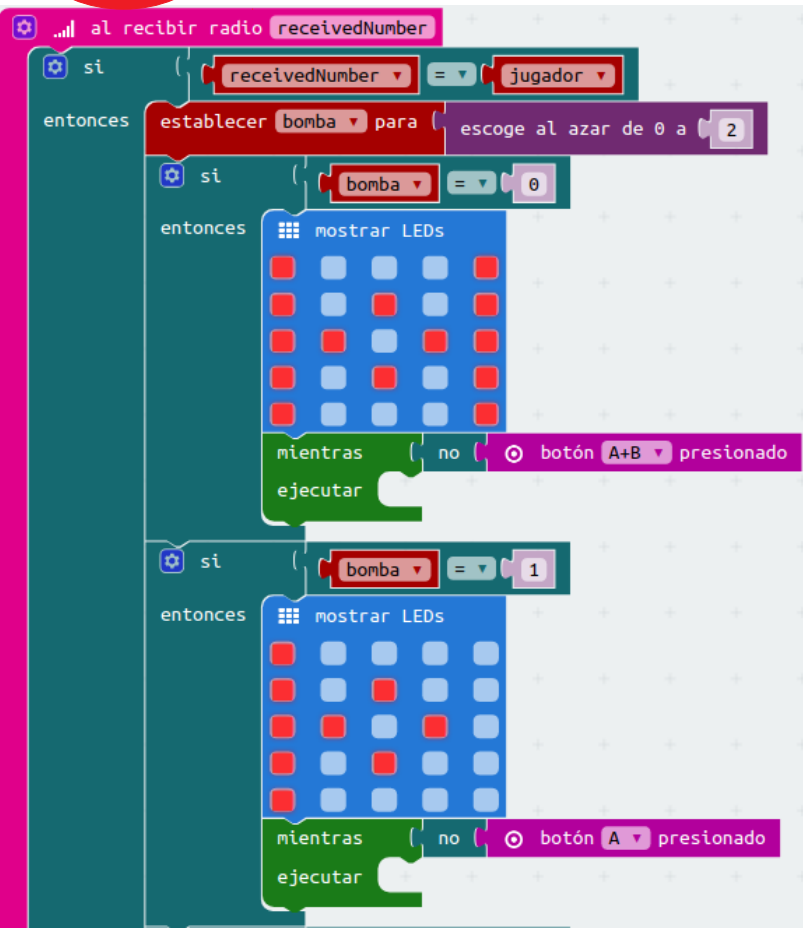 al recibir radio receivedNumber
si receivedNumber = jugador
entonces establecer bomba para escoge al azar de 0 a 2
si bomba = 0
entonces mostrar LEDs
mientras no botón A+B presionado
ejecutar
si bomba = 1
entonces mostrar LEDs
mientras no botón A presionado
ejecutar